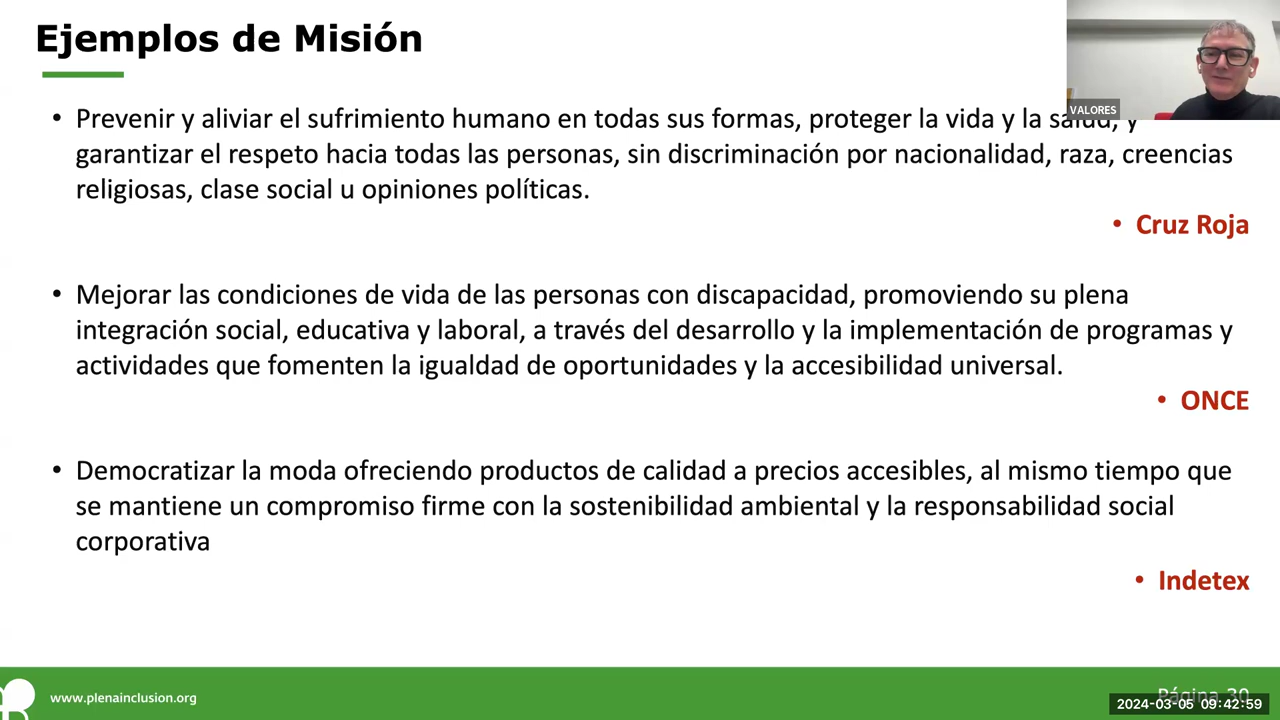 Ejemplos de Misión
VALORES
• Prevenir y aliviar el sufrimiento humano en todas sus formas, proteger la vida y la salud, y
garantizar el respeto hacia todas las personas, sin discriminación por nacionalidad, raza, creencias
religiosas, clase social u opiniones políticas.
• Cruz Roja
• Mejorar las condiciones de vida de las personas con discapacidad, promoviendo su plena
integración social, educativa y laboral, a través del desarrollo y la implementación de programas y
actividades que fomenten la igualdad de oportunidades y la accesibilidad universal.
• ONCE
• Democratizar la moda ofreciendo productos de calidad a precios accesibles, al mismo tiempo que
se mantiene un compromiso firme con la sostenibilidad ambiental y la responsabilidad social
corporativa
• Indetex
www.plenainclusion.org
Página 30
2024-03-05 09:42:59